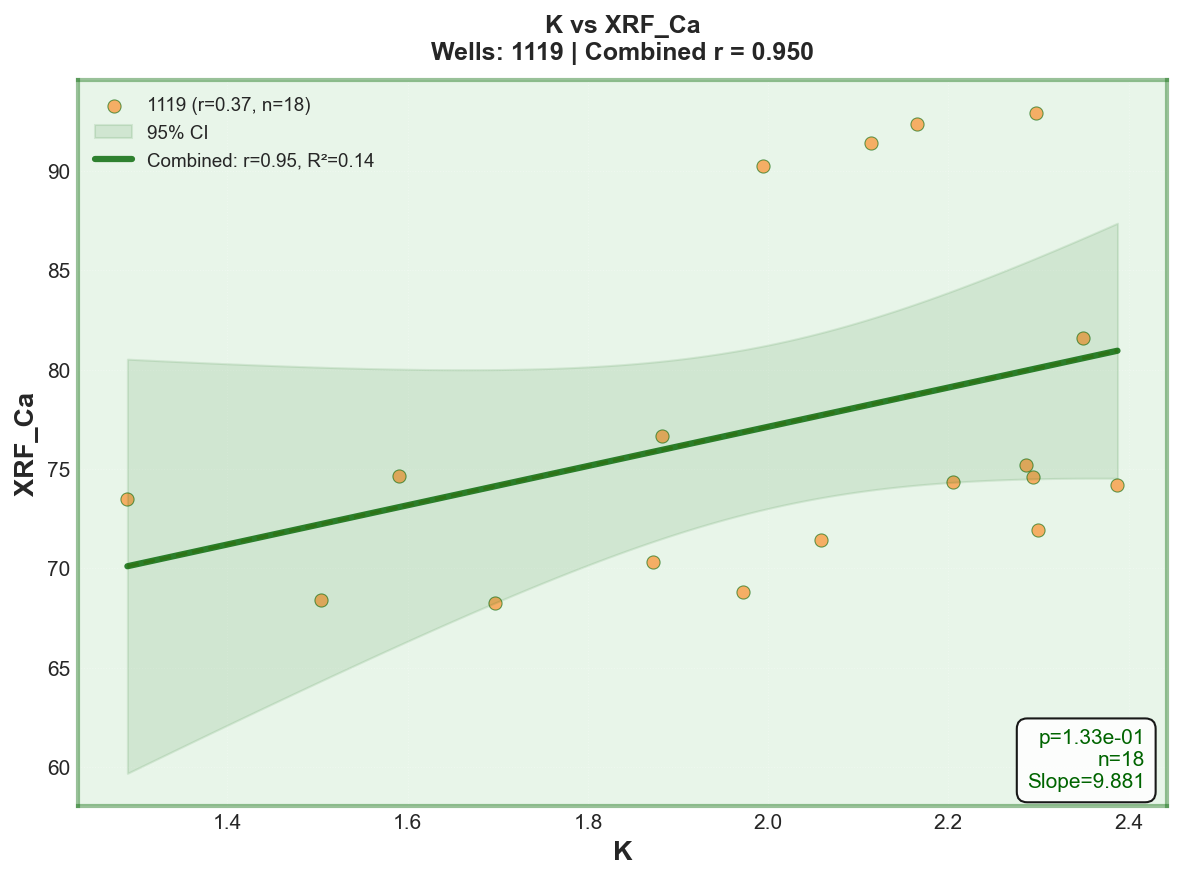 K vs XRF_Ca
Wells: 1119 | Combined r = 0.950
1119 (r=0.37, n=18)
95% CI
Combined: r=0.95, R²=0.14
90
85
80
75
70
65
60
XRF_Ca
p=1.33e-01
n=18
Slope=9.881
1.4 1.6 1.8 2.0 2.2 2.4
K